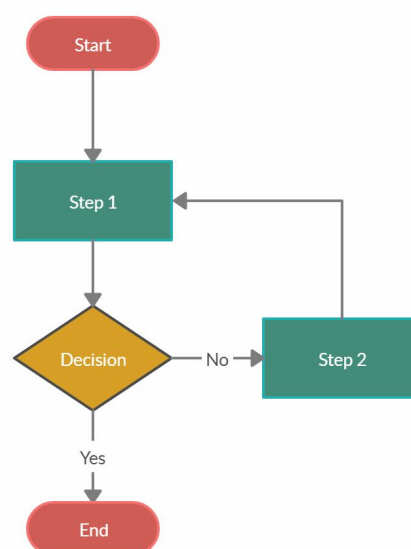 Start
Step 1
Decision
No
Step 2
Yes
End